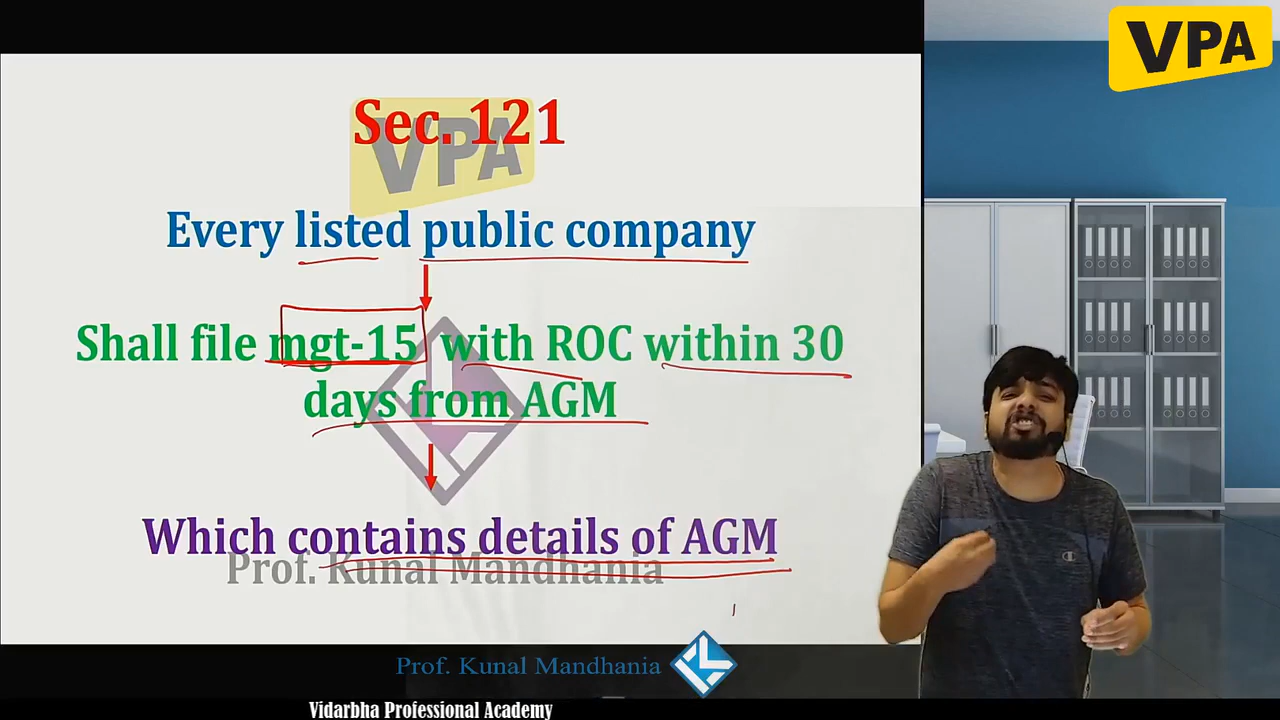 VPA
Sec. 121
VPA
Every listed public company
Shall file mgt-15 with ROC within 30
days from AGM
Which contains details of AGM
Prof. Kunal Mandhania
Prof. Kunal Mandhania
Vidarbha Professional Academy